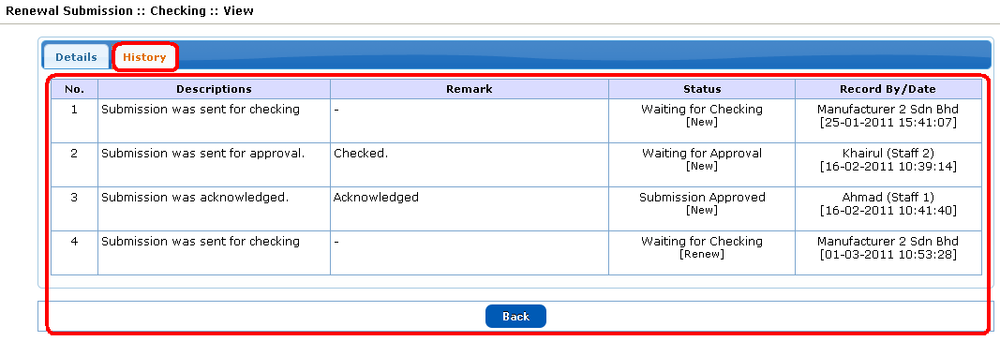 Renewal Submission :: Checking :: View
Details History
No. Descriptions Remark Status Record By/Date
1 Submission was sent for checking - Waiting for Checking Manufacturer 2 Sdn Bhd
[New] [25-01-2011 15:41:07]
2 Submission was sent for approval. Checked. Waiting for Approval Khairul (Staff 2)
[New] [16-02-2011 10:39:14]
3 Submission was acknowledged. Acknowledged Submission Approved Ahmad (Staff 1)
[New] [16-02-2011 10:41:40]
4 Submission was sent for checking - Waiting for Checking Manufacturer 2 Sdn Bhd
[Renew] [01-03-2011 10:53:28]
Back